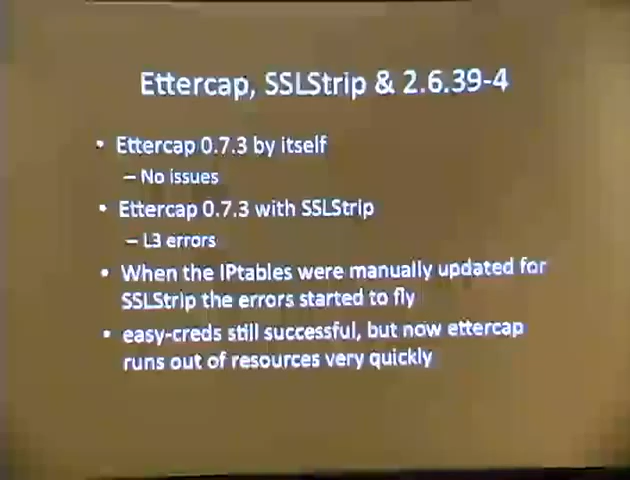 Ettercap, SSLStrip & 2.6.39-4
• Ettercap 0.7.3 by itself
– No issues
• Ettercap 0.7.3 with SSLStrip
– L3 errors
• When the IPtables were manually updated for
SSLStrip the errors started to fly
• easy-creds still successful, but now ettercap
runs out of resources very quickly